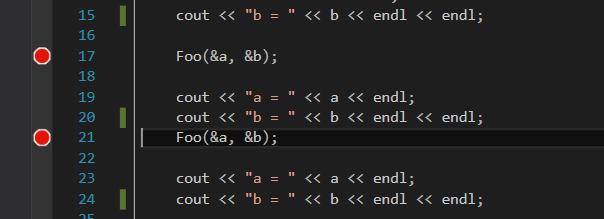 15 cout << "b = " << b << endl << endl;
16
17 Foo(&a, &b);
18
19 cout << "a = " << a << endl;
20 cout << "b = " << b << endl << endl;
21 Foo(&a, &b);
22
23 cout << "a = " << a << endl;
24 cout << "b = " << b << endl << endl;